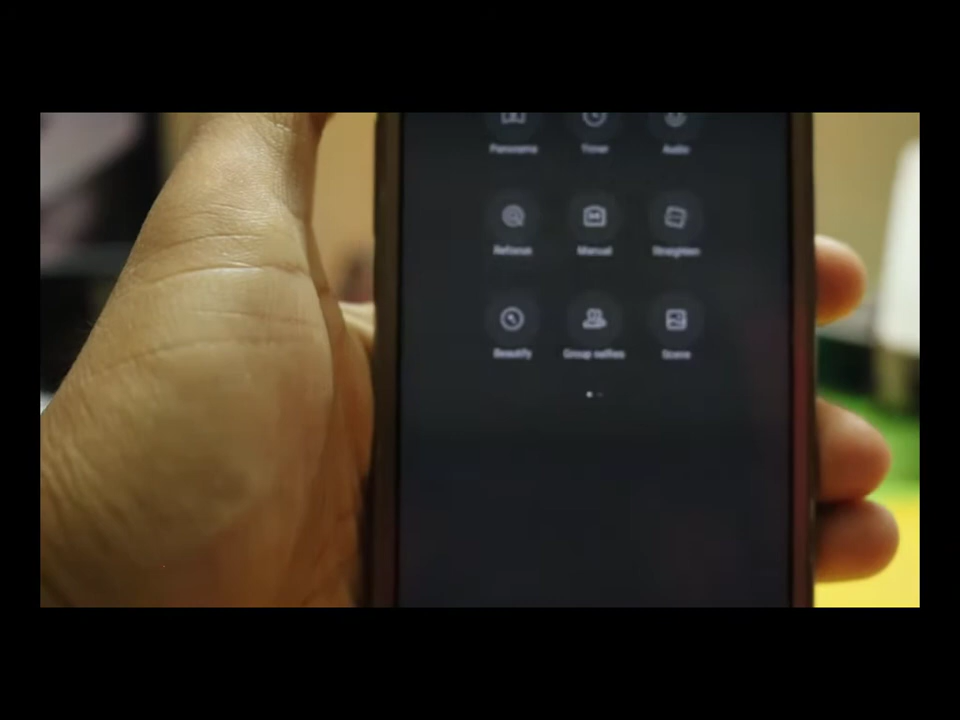 Panorama Timer Audio
Refocus Manual Straighten
Beautify Group selfies Scene